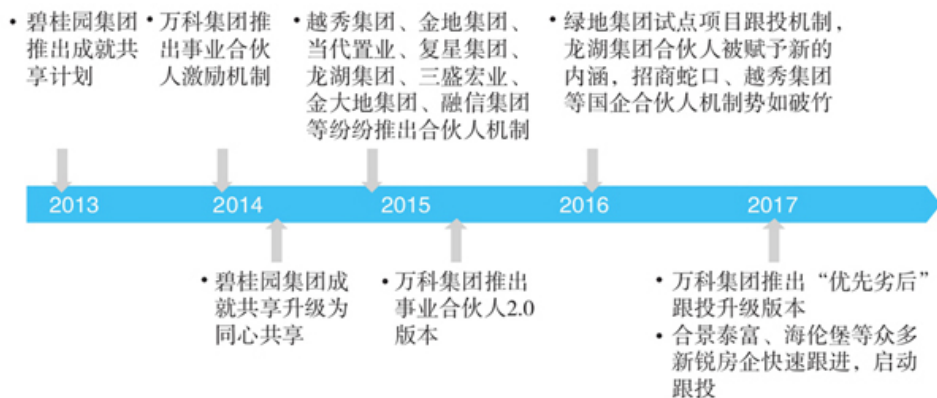 • 碧桂园集团
推出成就共
享计划
• 万科集团推
出事业合伙
人激励机制
• 越秀集团、金地集团、
当代置业、复星集团、
龙湖集团、三盛宏业、
金大地集团、融信集团
等纷纷推出合伙人机制
• 绿地集团试点项目跟投机制，
龙湖集团合伙人被赋予新的
内涵，招商蛇口、越秀集团
等国企合伙人机制势如破竹
2013
2014
2015
2016
2017
• 碧桂园集团成
就共享升级为
同心共享
• 万科集团推出
事业合伙人2.0
版本
• 万科集团推出“优先劣后”
跟投升级版本
• 合景泰富、海伦堡等众多
新锐房企快速跟进，启动
跟投